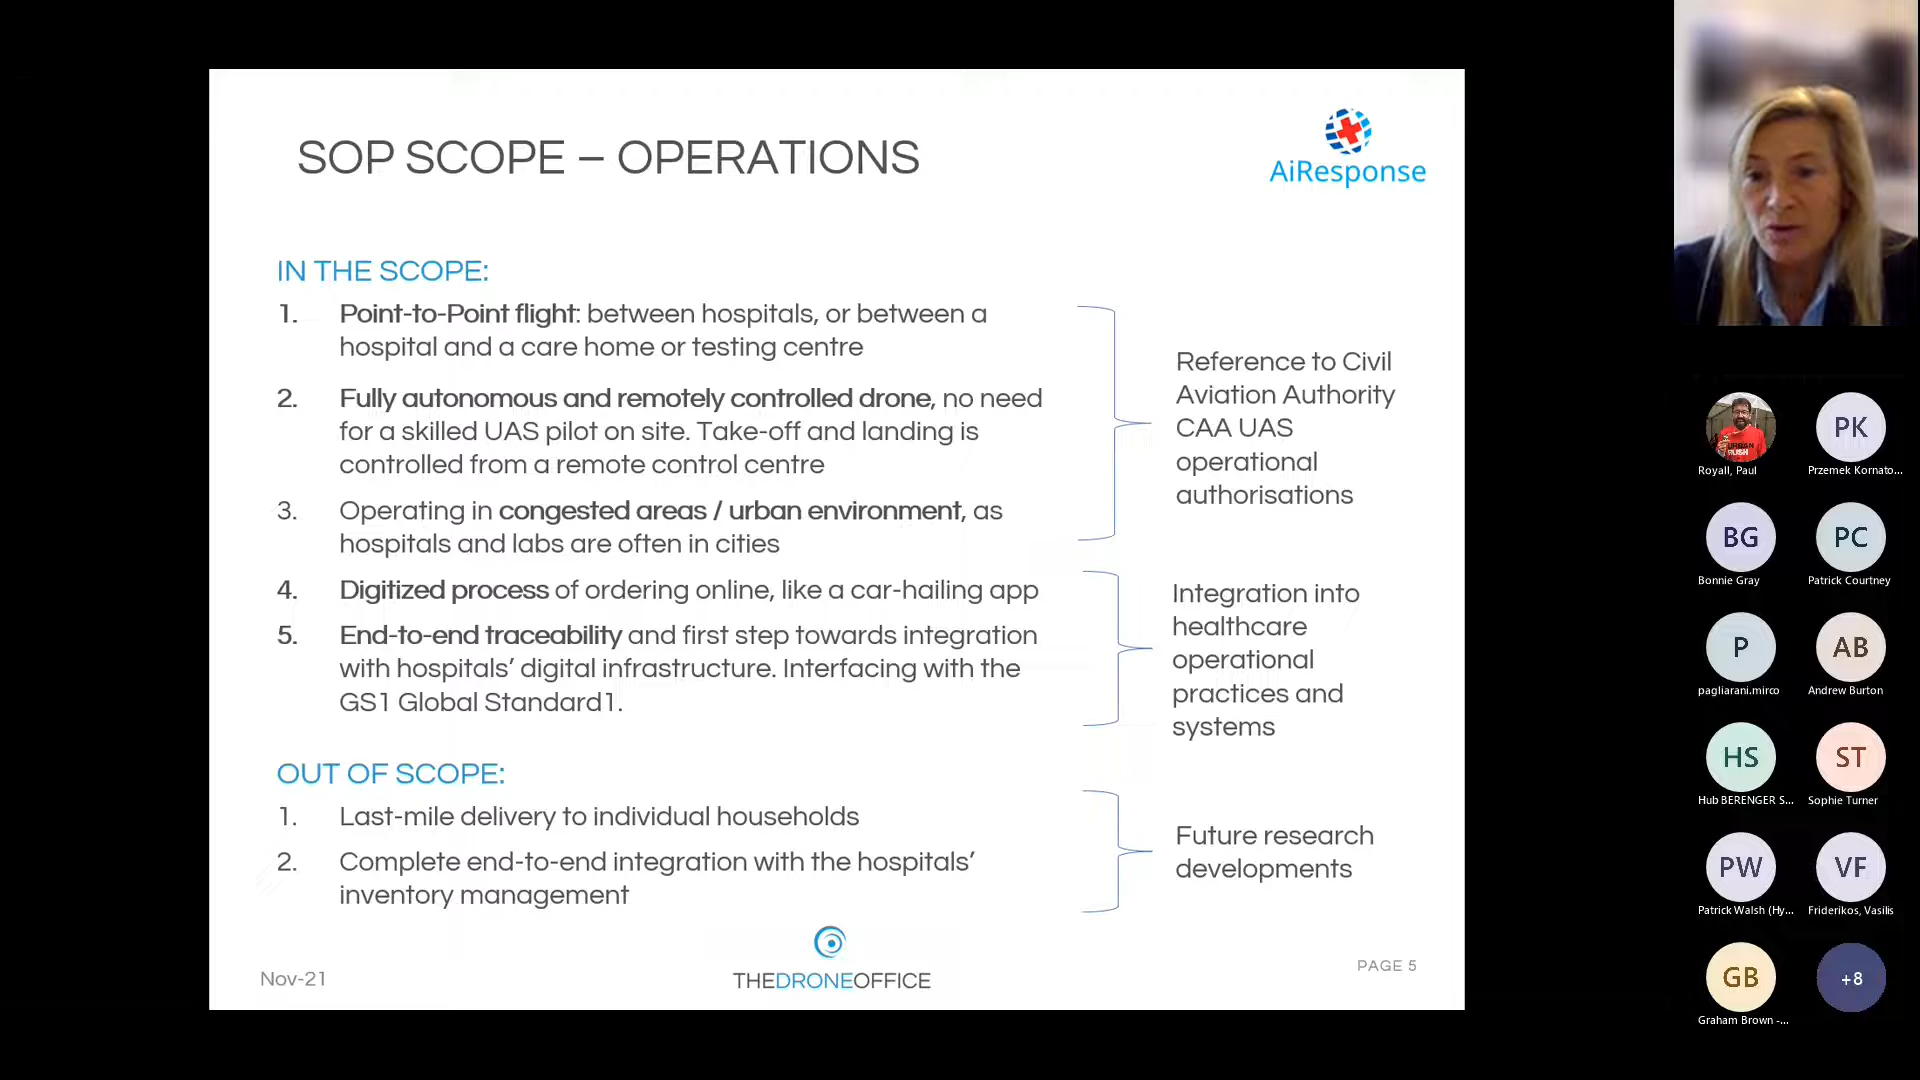 SOP SCOPE – OPERATIONS
AiResponse
IN THE SCOPE:
1. Point-to-Point flight: between hospitals, or between a
hospital and a care home or testing centre
2. Fully autonomous and remotely controlled drone, no need
for a skilled UAS pilot on site. Take-off and landing is
controlled from a remote control centre
3. Operating in congested areas / urban environment, as
hospitals and labs are often in cities
Reference to Civil
Aviation Authority
CAA UAS
operational
authorisations
4. Digitized process of ordering online, like a car-hailing app
5. End-to-end traceability and first step towards integration
with hospitals’ digital infrastructure. Interfacing with the
GS1 Global Standard1.
Integration into
healthcare
operational
practices and
systems
OUT OF SCOPE:
1. Last-mile delivery to individual households
2. Complete end-to-end integration with the hospitals’
inventory management
Future research
developments
Nov-21
THEDRONEOFFICE
PAGE 5
URBAN
RUSH
Royall, Paul
PK
Przemek Kornato...
BG
Bonnie Gray
PC
Patrick Courtney
P
pagliarani.mirco
AB
Andrew Burton
HS
Hub BERENGER S...
ST
Sophie Turner
PW
Patrick Walsh (Hy...
VF
Friderikos, Vasilis
GB
Graham Brown -...
+8